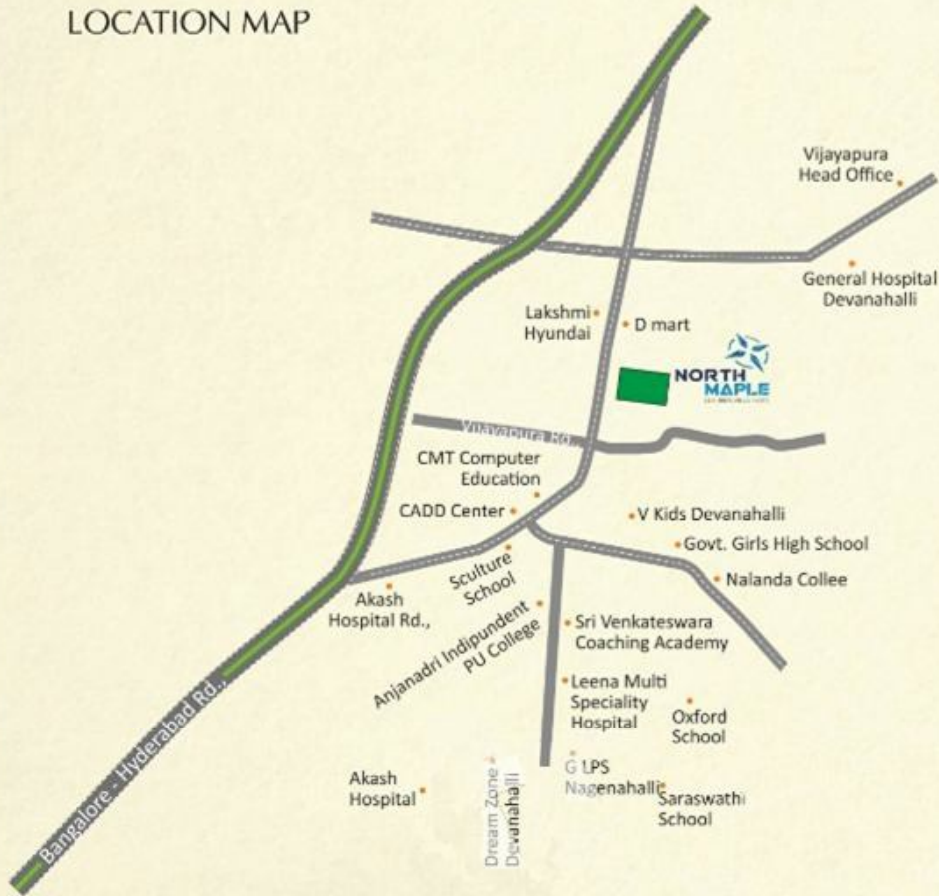 LOCATION MAP
Vijayapura
Head Office
General Hospital
Devanahalli
Lakshmi
Hyundai
D mart
NORTH
MAPLE
Vijayapura Rd.,
CMT Computer
Education
CADD Center
V Kids Devanahalli
Govt. Girls High School
Nalanda Collee
Sculture
School
Akash
Hospital Rd.,
Anjanadri Indipundent
PU College
Sri Venkateswara
Coaching Academy
Leena Multi
Speciality
Hospital
Oxford
School
Bangalore - Hyderabad Rd.,
Akash
Hospital
Dream Zone
Devanahalli
G LPS
Nagenahalli
Saraswathi
School